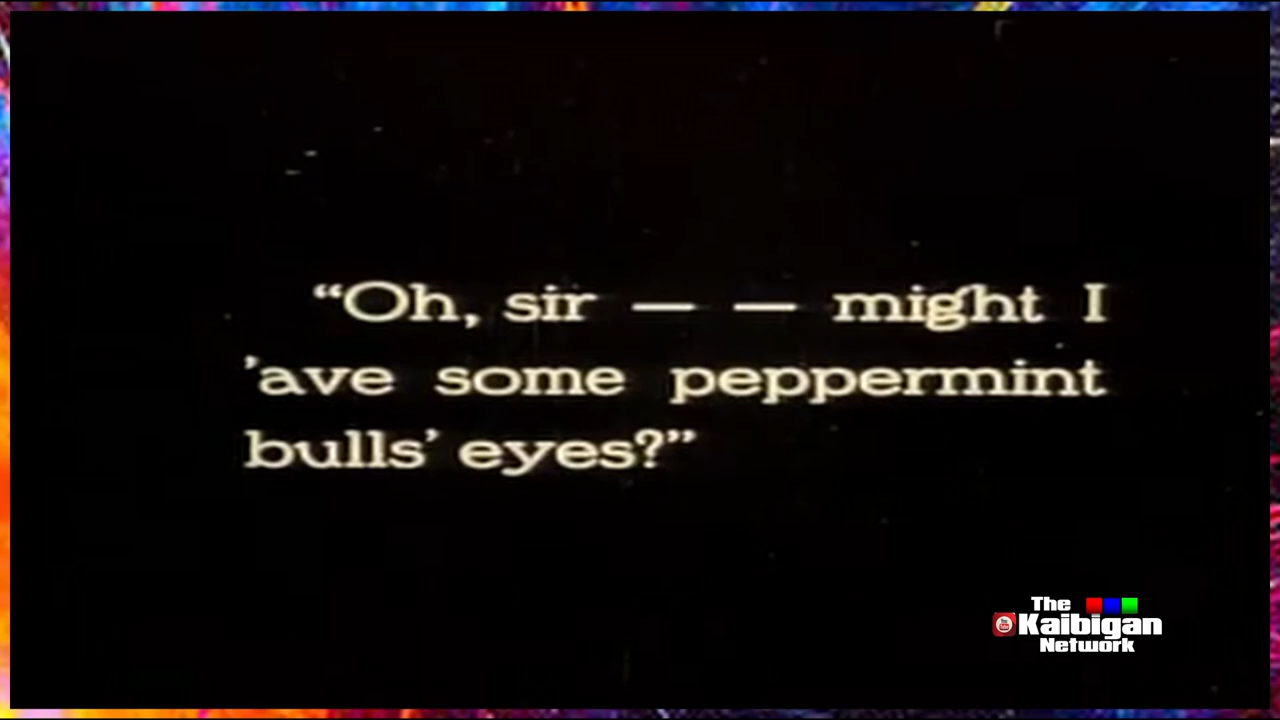 “Oh, sir — — might I
’ave some peppermint
bulls’ eyes?”
The
Kaibigan
Network